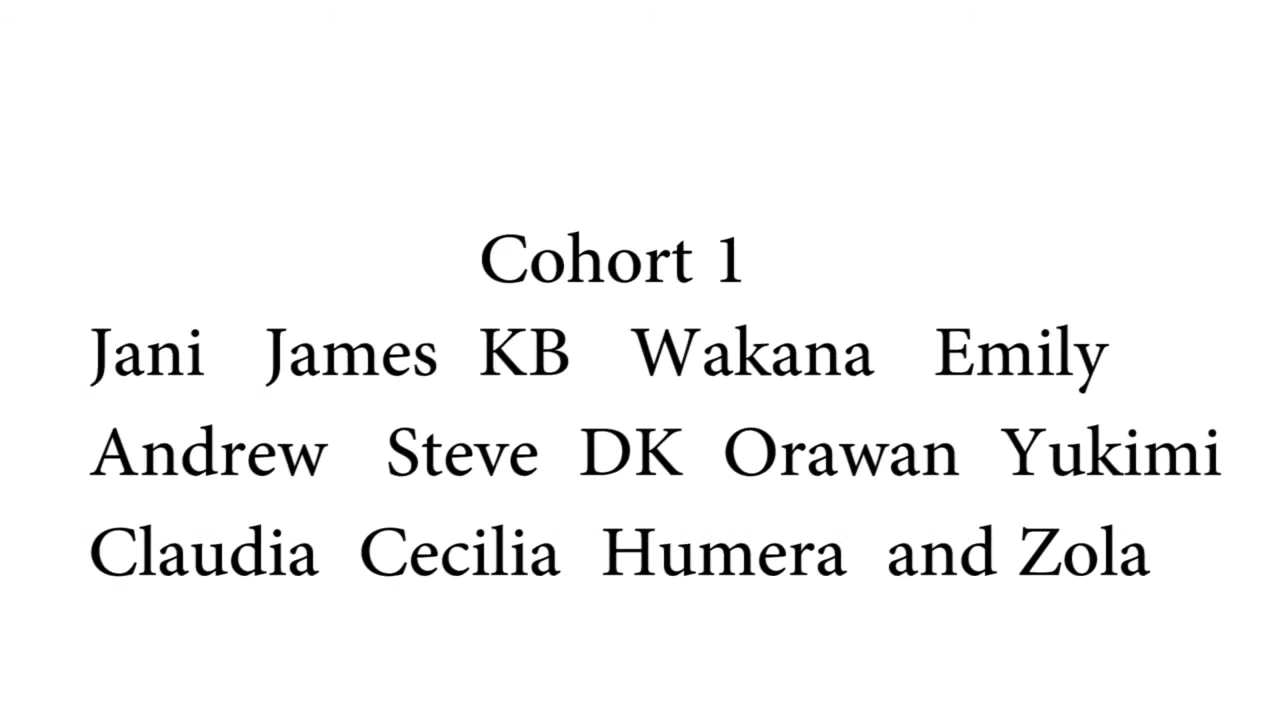 Cohort 1
Jani James KB Wakana Emily
Andrew Steve DK Orawan Yukimi
Claudia Cecilia Humera and Zola